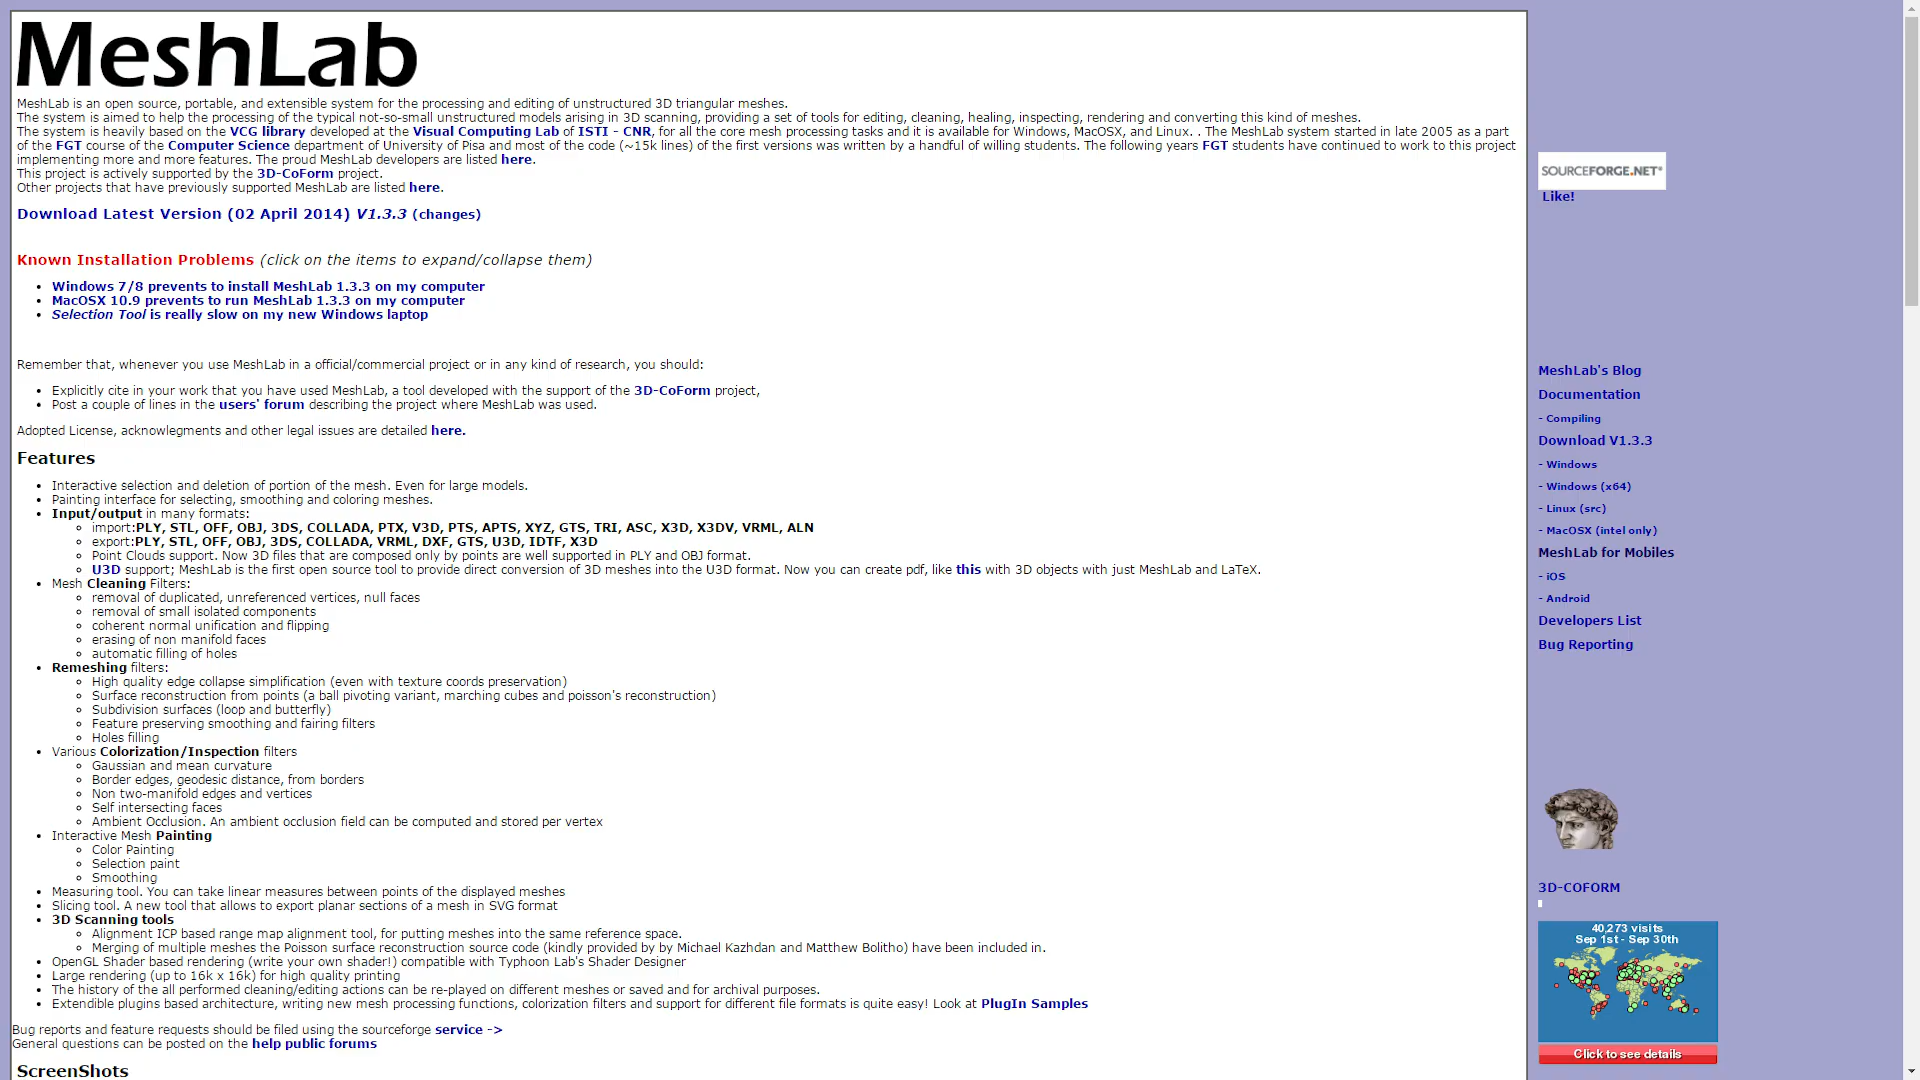 MeshLab
MeshLab is an open source, portable, and extensible system for the processing and editing of unstructured 3D triangular meshes.
The system is aimed to help the processing of the typical not-so-small unstructured models arising in 3D scanning, providing a set of tools for editing, cleaning, healing, inspecting, rendering and converting this kind of meshes.
The system is heavily based on the VCG library developed at the Visual Computing Lab of ISTI - CNR, for all the core mesh processing tasks and it is available for Windows, MacOSX, and Linux. . The MeshLab system started in late 2005 as a part
of the FGT course of the Computer Science department of University of Pisa and most of the code (~15k lines) of the first versions was written by a handful of willing students. The following years FGT students have continued to work to this project
implementing more and more features. The proud MeshLab developers are listed here.
This project is actively supported by the 3D-CoForm project.
Other projects that have previously supported MeshLab are listed here.
Download Latest Version (02 April 2014) V1.3.3 (changes)
Known Installation Problems (click on the items to expand/collapse them)
• Windows 7/8 prevents to install MeshLab 1.3.3 on my computer
• MacOSX 10.9 prevents to run MeshLab 1.3.3 on my computer
• Selection Tool is really slow on my new Windows laptop
Remember that, whenever you use MeshLab in a official/commercial project or in any kind of research, you should:
• Explicitly cite in your work that you have used MeshLab, a tool developed with the support of the 3D-CoForm project,
• Post a couple of lines in the users' forum describing the project where MeshLab was used.
Adopted License, acknowlegments and other legal issues are detailed here.
Features
• Interactive selection and deletion of portion of the mesh. Even for large models.
• Painting interface for selecting, smoothing and coloring meshes.
• Input/output in many formats:
◦ import:PLY, STL, OFF, OBJ, 3DS, COLLADA, PTX, V3D, PTS, APTS, XYZ, GTS, TRI, ASC, X3D, X3DV, VRML, ALN
◦ export:PLY, STL, OFF, OBJ, 3DS, COLLADA, VRML, DXF, GTS, U3D, IDTF, X3D
◦ Point Clouds support. Now 3D files that are composed only by points are well supported in PLY and OBJ format.
◦ U3D support; MeshLab is the first open source tool to provide direct conversion of 3D meshes into the U3D format. Now you can create pdf, like this with 3D objects with just MeshLab and LaTeX.
• Mesh Cleaning Filters:
◦ removal of duplicated, unreferenced vertices, null faces
◦ removal of small isolated components
◦ coherent normal unification and flipping
◦ erasing of non manifold faces
◦ automatic filling of holes
• Remeshing filters:
◦ High quality edge collapse simplification (even with texture coords preservation)
◦ Surface reconstruction from points (a ball pivoting variant, marching cubes and poisson's reconstruction)
◦ Subdivision surfaces (loop and butterfly)
◦ Feature preserving smoothing and fairing filters
◦ Holes filling
• Various Colorization/Inspection filters
◦ Gaussian and mean curvature
◦ Border edges, geodesic distance, from borders
◦ Non two-manifold edges and vertices
◦ Self intersecting faces
◦ Ambient Occlusion. An ambient occlusion field can be computed and stored per vertex
• Interactive Mesh Painting
◦ Color Painting
◦ Selection paint
◦ Smoothing
• Measuring tool. You can take linear measures between points of the displayed meshes
• Slicing tool. A new tool that allows to export planar sections of a mesh in SVG format
• 3D Scanning tools
◦ Alignment ICP based range map alignment tool, for putting meshes into the same reference space.
◦ Merging of multiple meshes the Poisson surface reconstruction source code (kindly provided by by Michael Kazhdan and Matthew Bolitho) have been included in.
• OpenGL Shader based rendering (write your own shader!) compatible with Typhoon Lab's Shader Designer
• Large rendering (up to 16k x 16k) for high quality printing
• The history of the all performed cleaning/editing actions can be re-played on different meshes or saved and for archival purposes.
• Extendible plugins based architecture, writing new mesh processing functions, colorization filters and support for different file formats is quite easy! Look at PlugIn Samples
Bug reports and feature requests should be filed using the sourceforge service ->
General questions can be posted on the help public forums
ScreenShots
SOURCEFORGE.NET®
Like!
MeshLab's Blog
Documentation
- Compiling
Download V1.3.3
- Windows
- Windows (x64)
- Linux (src)
- MacOSX (intel only)
MeshLab for Mobiles
- iOS
- Android
Developers List
Bug Reporting
3D-COFORM
40,273 visits
Sep 1st - Sep 30th
Click to see details